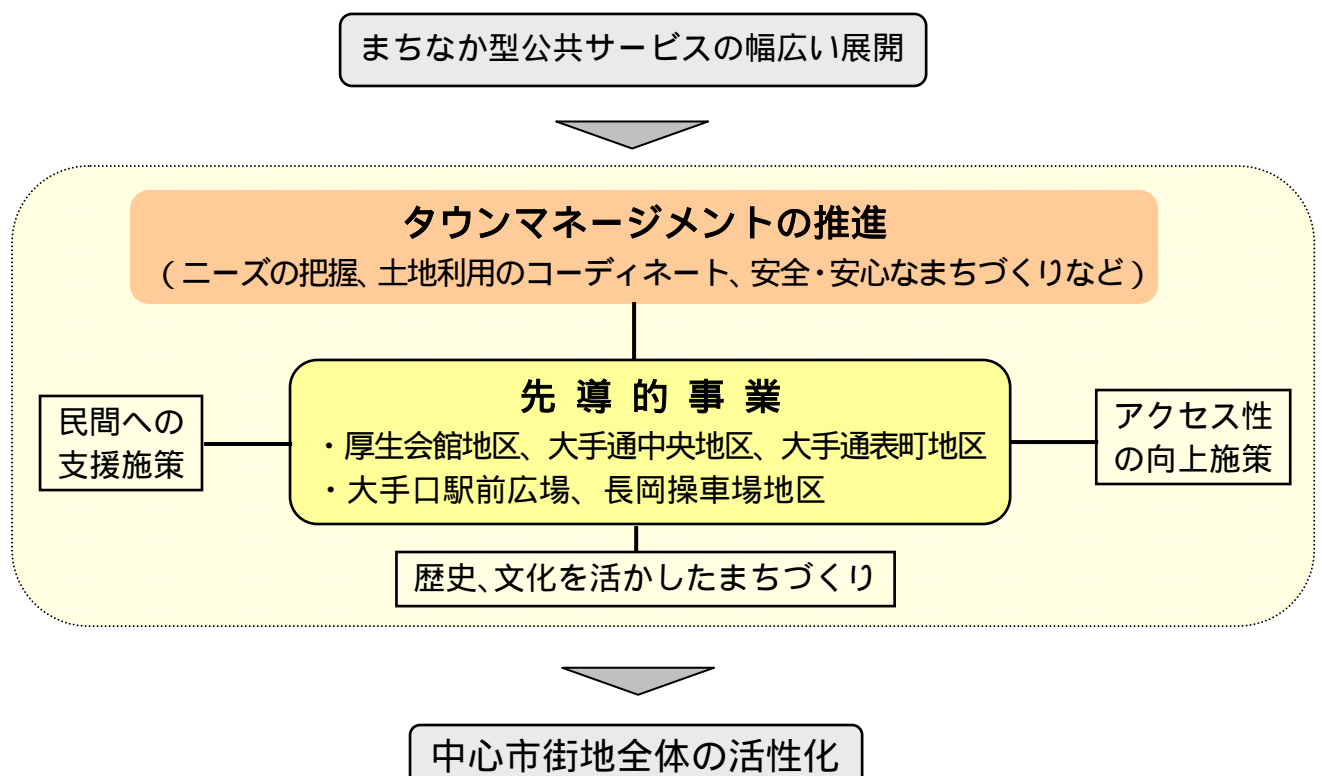 まちなか型公共サービスの幅広い展開
タウンマネージメントの推進
(ニーズの把握、土地利用のコーディネート、安全・安心なまちづくりなど)
先導的事業
・厚生会館地区、大手通中央地区、大手通表町地区
・大手口駅前広場、長岡操車場地区
民間への
支援施策
アクセス性
の向上施策
歴史、文化を活かしたまちづくり
中心市街地全体の活性化